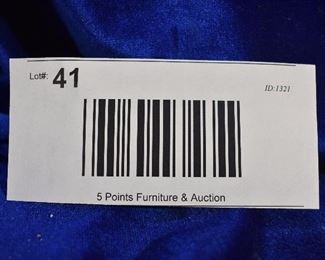 Lot#: 41
ID:1321
5 Points Furniture & Auction